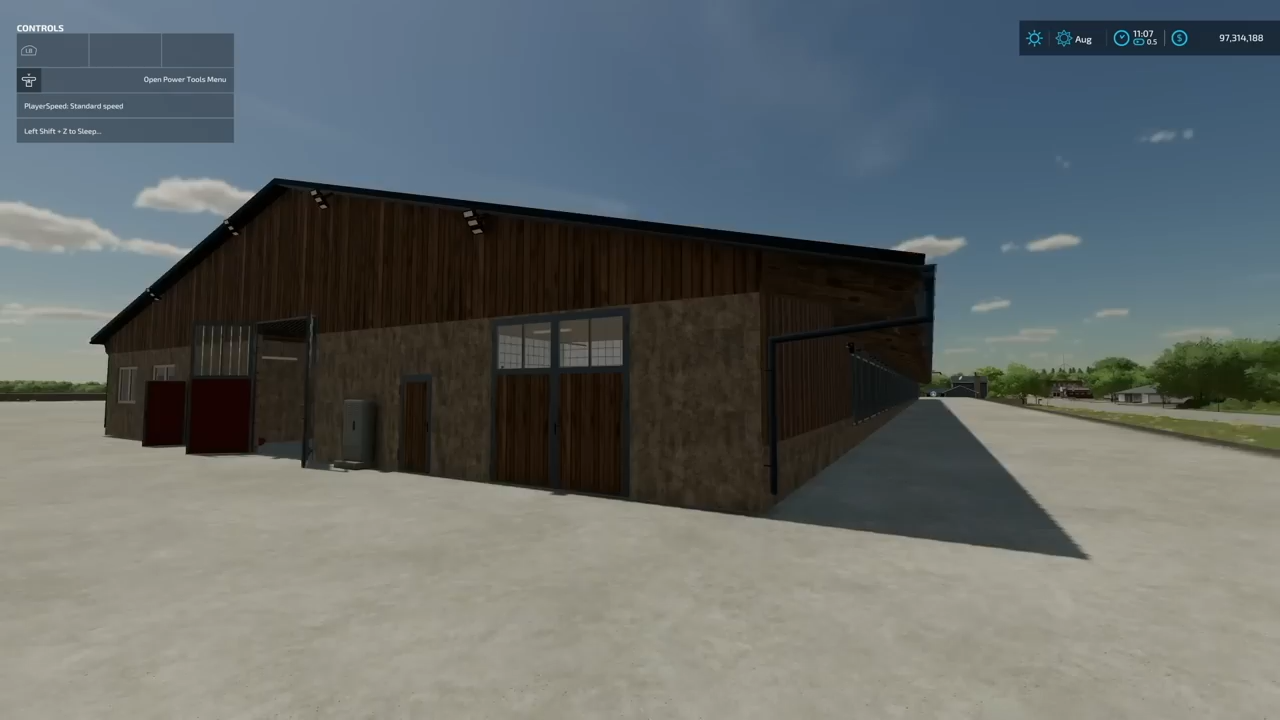 CONTROLS
LB
Open Power Tools Menu
PlayerSpeed: Standard speed
Left Shift + Z to Sleep...
Aug
11:07
0.5
97,314,188